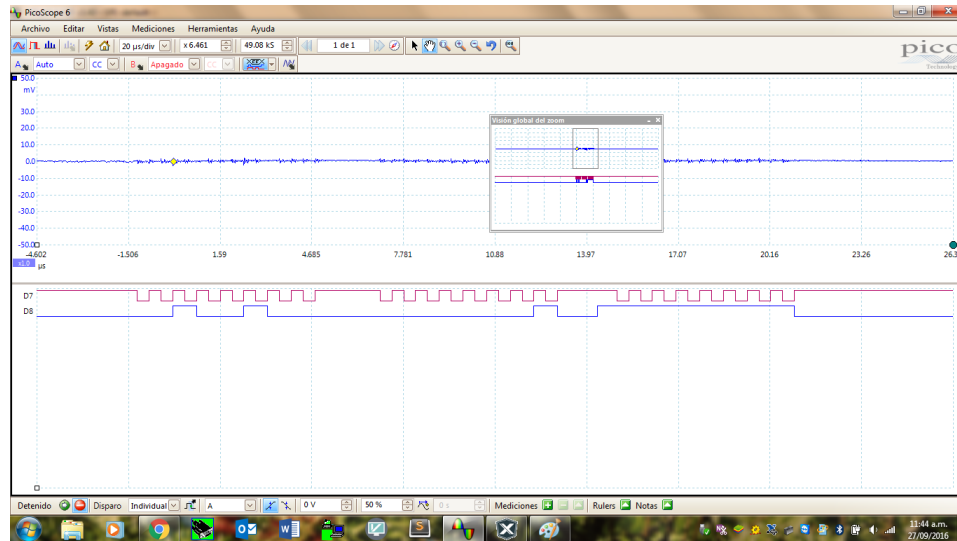 PicoScope 6
Archivo Editar Vistas Mediciones Herramientas Ayuda
20 µs/div x 6.461 49.08 kS 1 de 1
pico
Technology
A Auto CC B Apagado CC
50.0
mV
30.0
20.0
10.0
0.0
-10.0
-20.0
-30.0
-40.0
-50.0
Visión global del zoom
-4.602 -1.506 1.59 4.685 7.781 10.88 13.97 17.07 20.16 23.26 26.3
x1.0 µs
D7
D8
Detenido Disparo Individual A 0 V 50 % 0 s Mediciones Rulers Notas
11:44 a.m.
27/09/2016